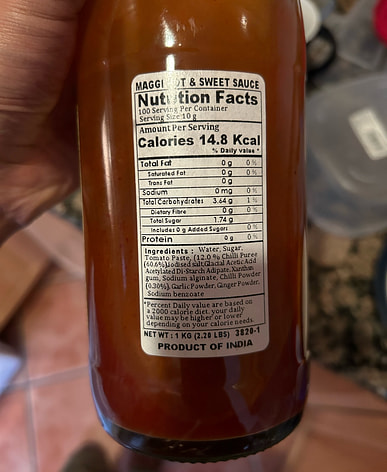 MAGGI HOT & SWEET SAUCE
Nutrition Facts
100 Serving Per Container
Serving Size 10 g
Amount Per Serving
Calories 14.8 Kcal
% Daily value *
Total Fat 0 g 0 %
Saturated Fat 0 g 0 %
Trans Fat 0 g
Sodium 0 mg 0 %
Total Carbohydrates 3.64 g 1 %
Dietary Fibre 0 g 0 %
Total Sugar 1.74 g
Includes 0 g Added Sugars 0 %
Protein 0 g 0 %
Ingredients : Water, Sugar,
Tomato Paste, (12.0 % Chilli Puree
(0.6%)Iodised salt,Glacial Acetic Acid
Acetylated Di-Starch Adipate, Xanthan
gum, Sodium alginate, Chilli Powder
(0.30%), Garlic Powder, Ginger Powder,
Sodium benzoate
*Percent Daily value are based on
a 2000 calorie diet. your daily
value may be higher or lower
depending on your calorie needs.
NET WT : 1 KG (2.20 LBS) 3820-1
PRODUCT OF INDIA